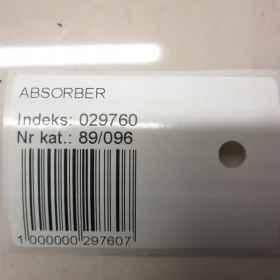 ABSORBER
Indeks: 029760
Nr kat.: 89/096
1 000000 297607